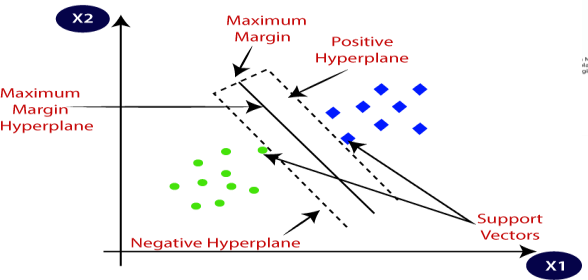 X2
Maximum
Margin
Positive
Hyperplane
Maximum
Margin
Hyperplane
Support
Vectors
Negative Hyperplane
X1